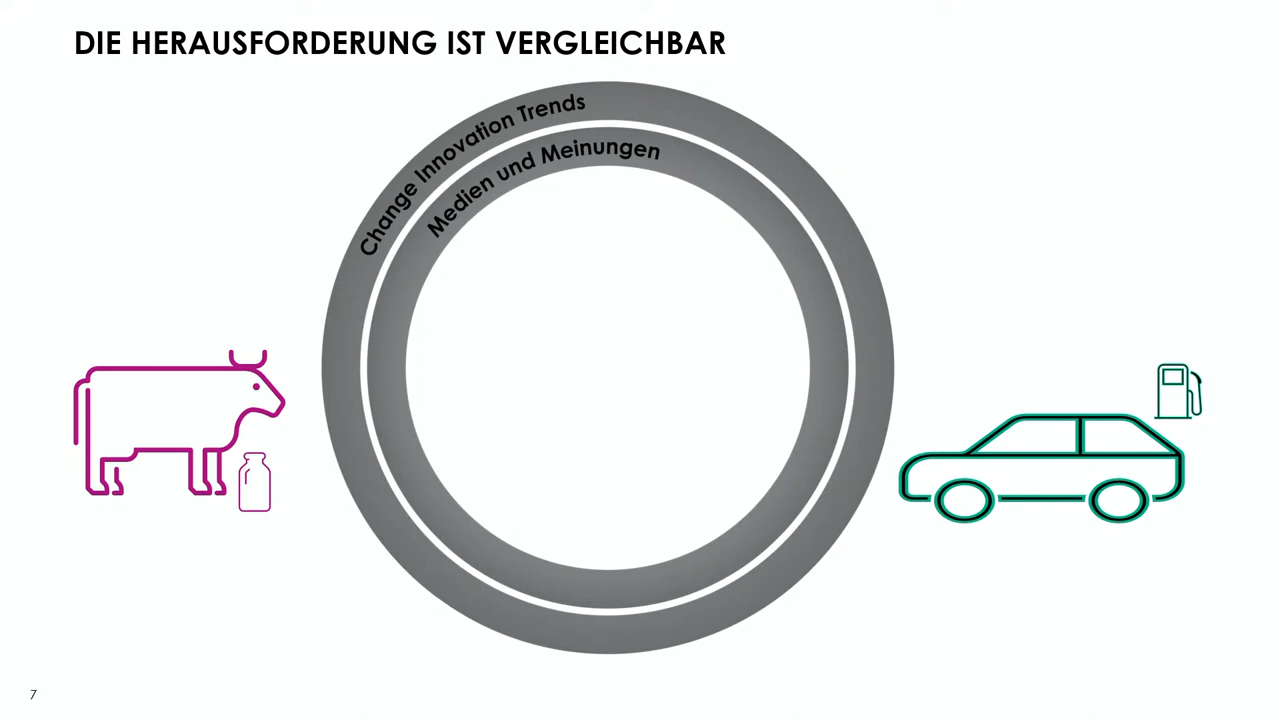 DIE HERAUSFORDERUNG IST VERGLEICHBAR
Change Innovation Trends
Medien und Meinungen
7